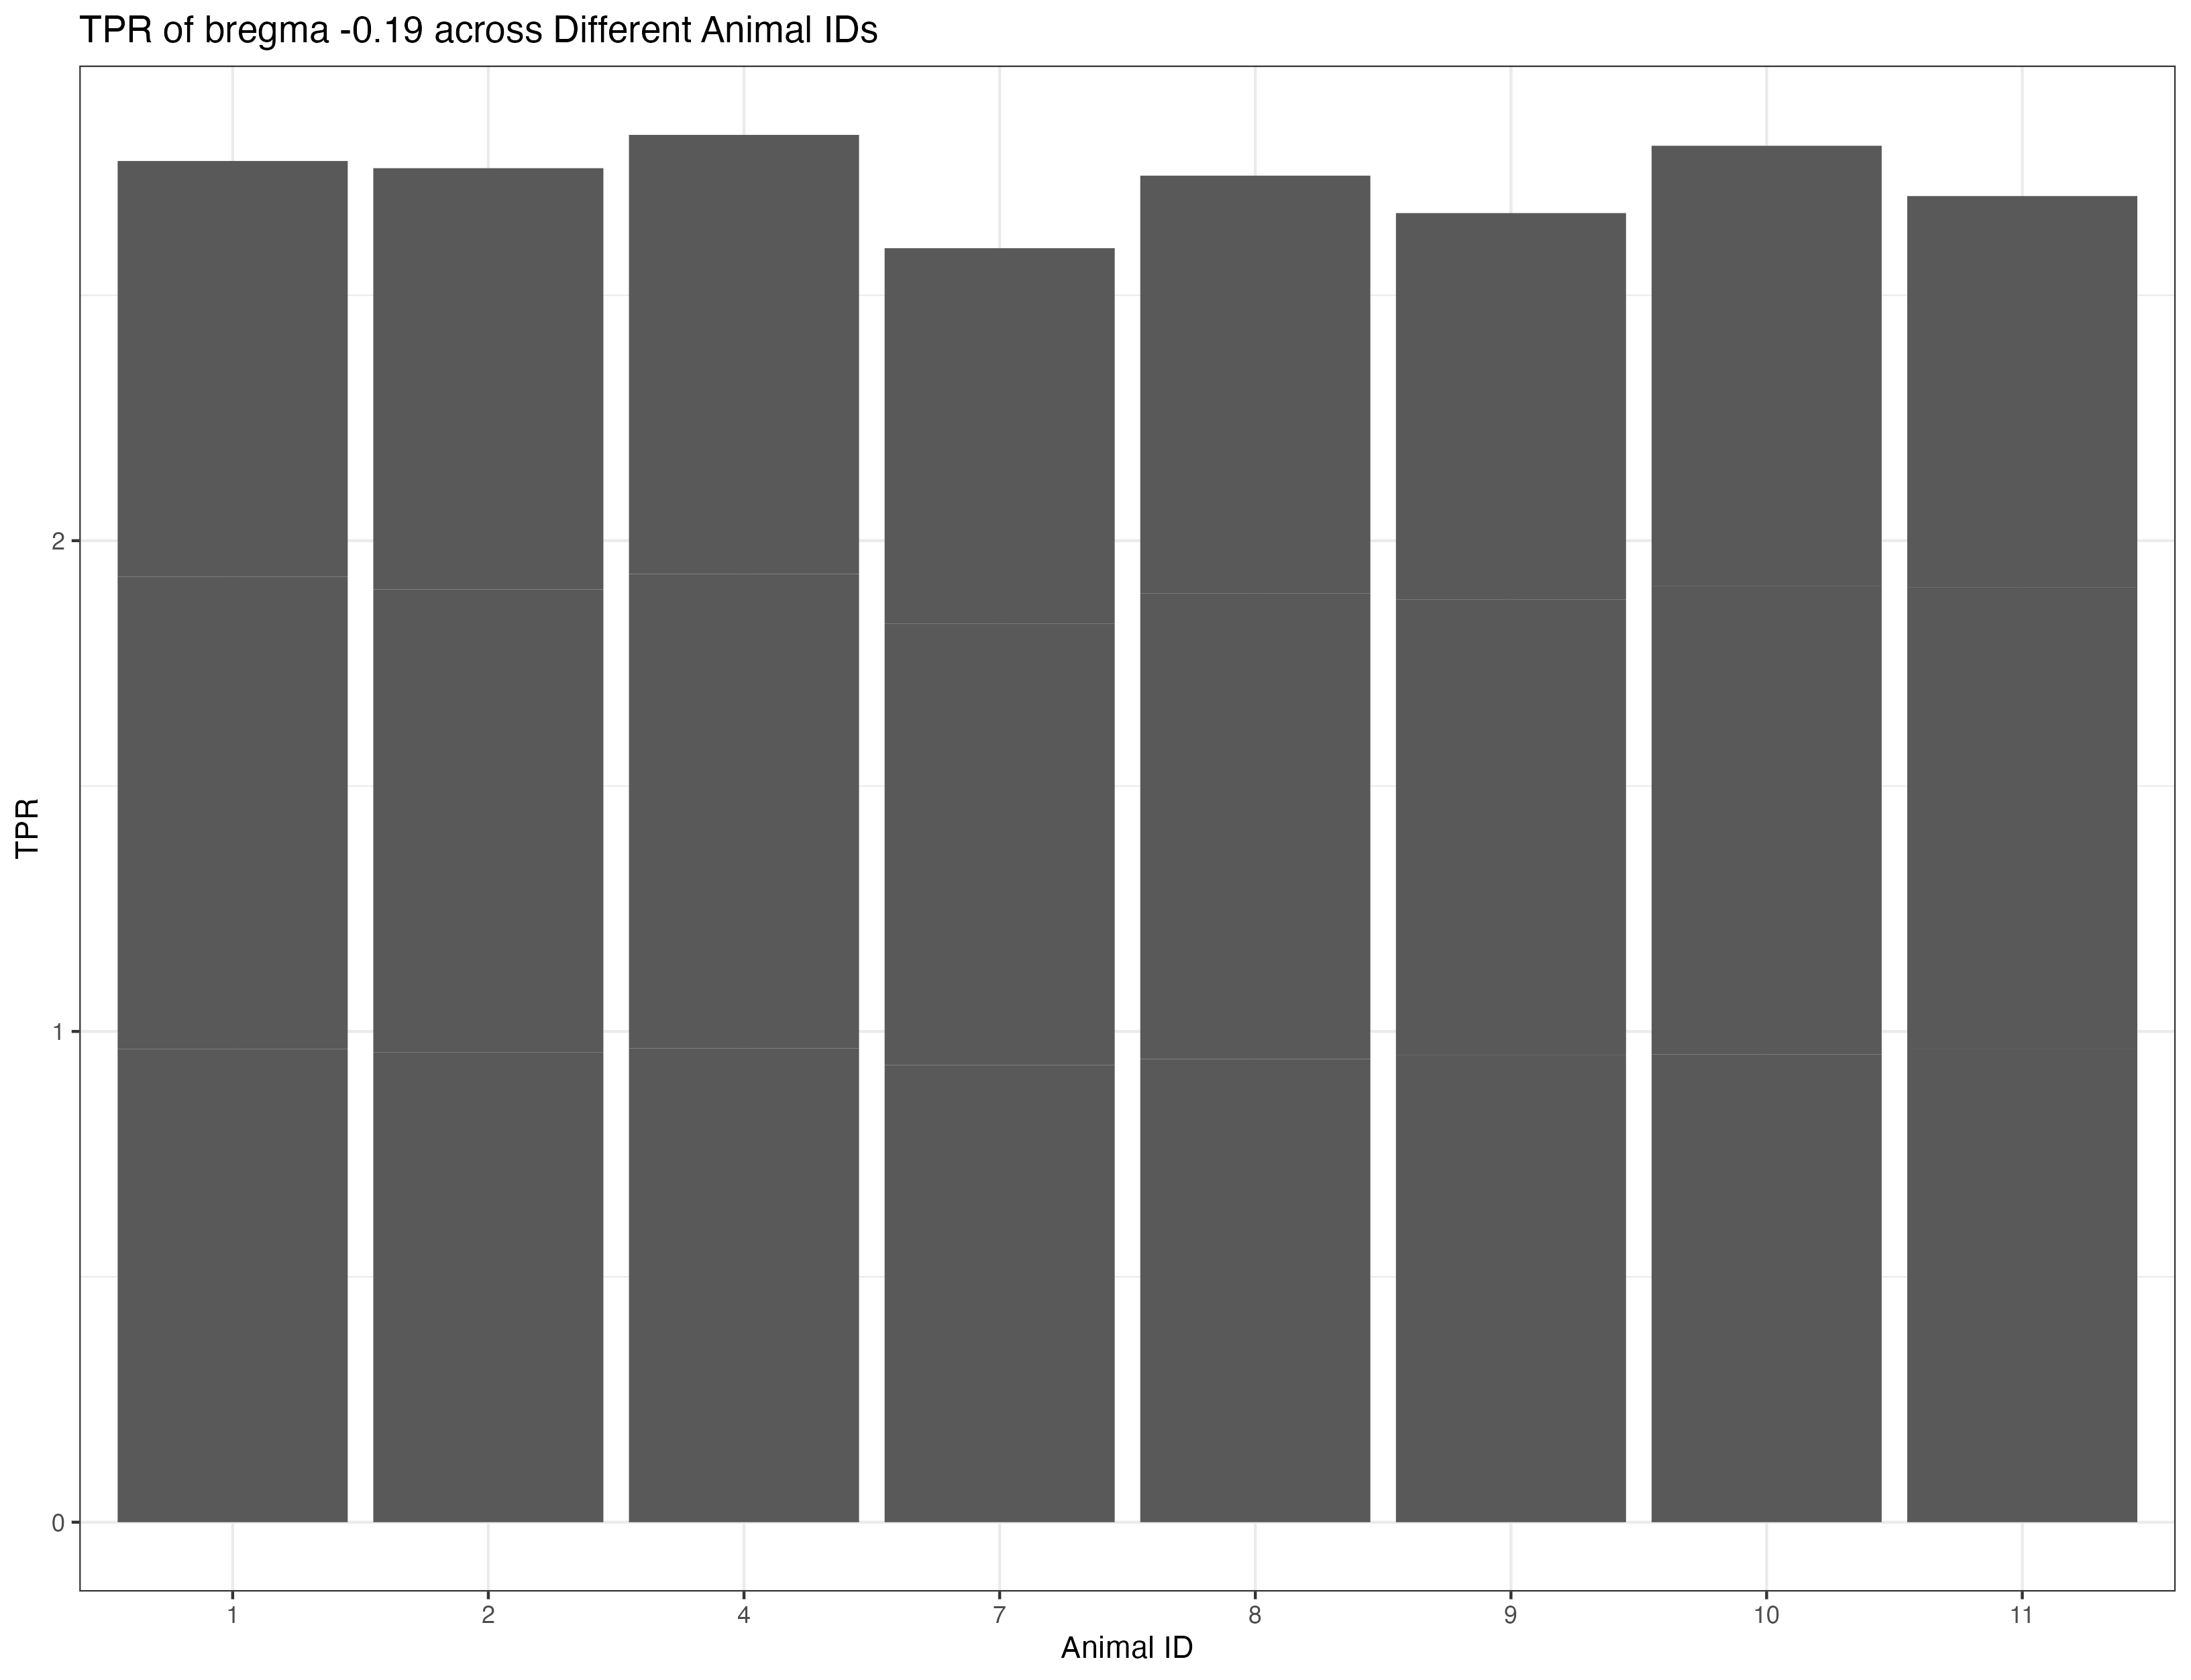 TPR of bregma -0.19 across Different Animal IDs
TPR
2
1
0
1 2 4 7 8 9 10 11
Animal ID